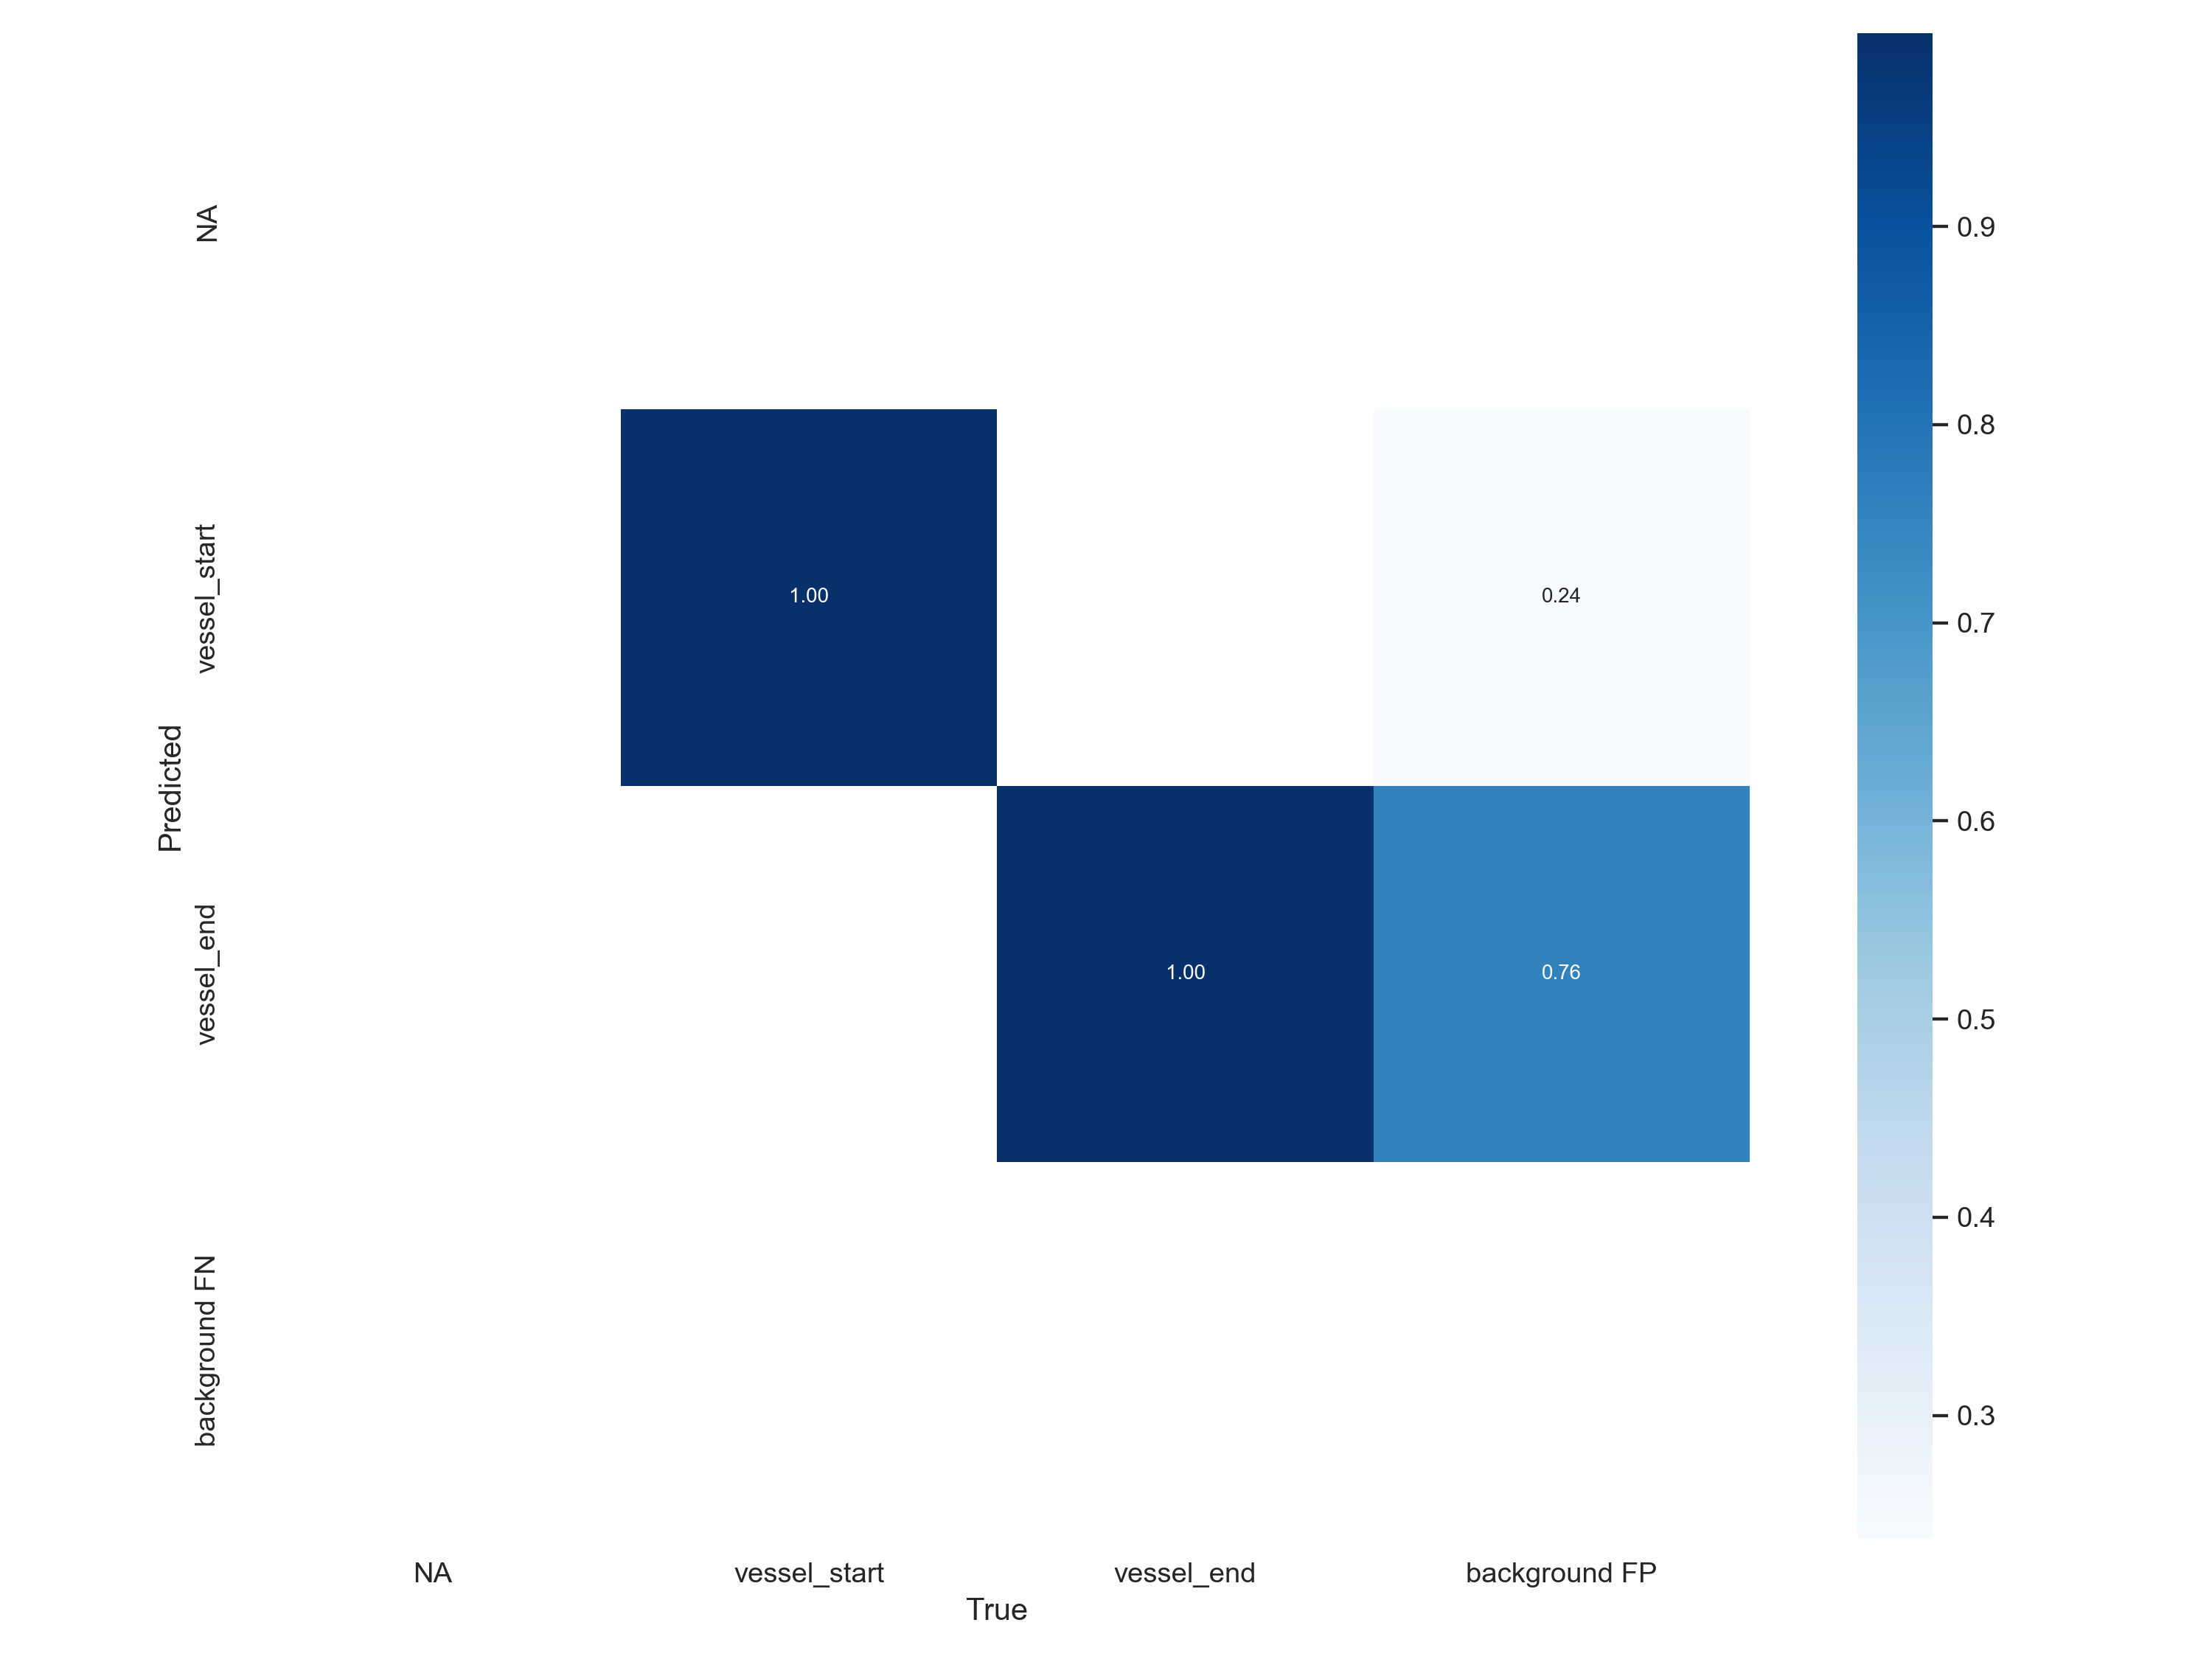 NA
vessel_start
vessel_end
background FN
Predicted
1.00
0.24
1.00
0.76
NA
vessel_start
vessel_end
background FP
True
0.9
0.8
0.7
0.6
0.5
0.4
0.3